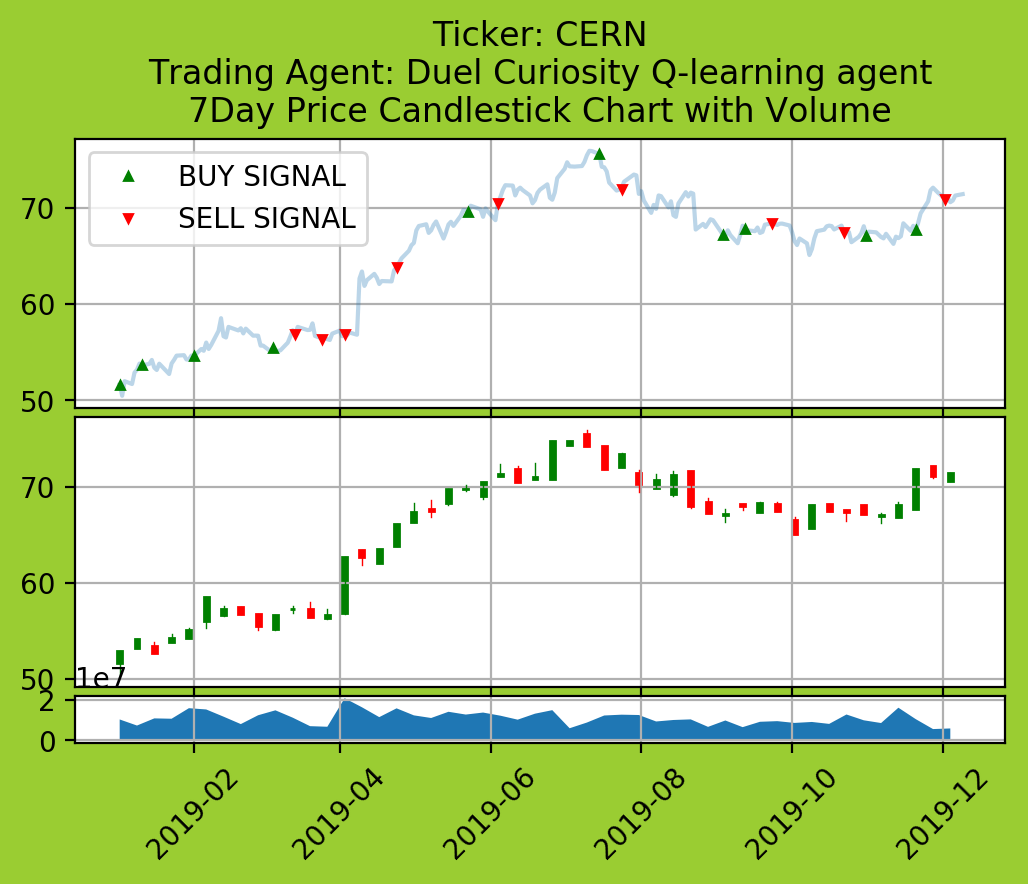 Ticker: CERN
Trading Agent: Duel Curiosity Q-learning agent
7Day Price Candlestick Chart with Volume
BUY SIGNAL
SELL SIGNAL
70
60
50
70
60
50
1e7
2
0
2019-02
2019-04
2019-06
2019-08
2019-10
2019-12